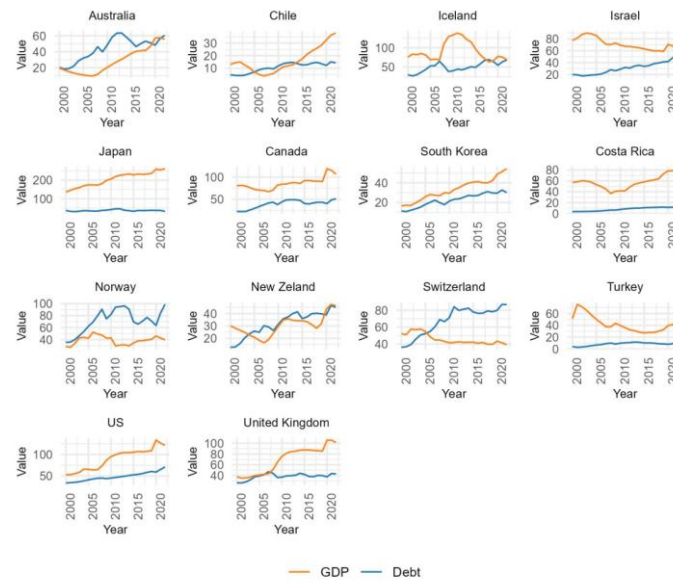 Australia
Value
60
40
20
2000
2005
2010
2015
2020
Year
Chile
Value
30
20
10
2000
2005
2010
2015
2020
Year
Iceland
Value
100
50
2000
2005
2010
2015
2020
Year
Israel
Value
80
60
40
20
2000
2005
2010
2015
2020
Year
Japan
Value
200
100
2000
2005
2010
2015
2020
Year
Canada
Value
100
50
2000
2005
2010
2015
2020
Year
South Korea
Value
40
20
2000
2005
2010
2015
2020
Year
Costa Rica
Value
80
60
40
20
0
2000
2005
2010
2015
2020
Year
Norway
Value
100
80
60
40
2000
2005
2010
2015
2020
Year
New Zeland
Value
40
30
20
2000
2005
2010
2015
2020
Year
Switzerland
Value
80
60
40
2000
2005
2010
2015
2020
Year
Turkey
Value
60
40
20
0
2000
2005
2010
2015
2020
Year
US
Value
100
50
2000
2005
2010
2015
2020
Year
United Kingdom
Value
100
80
60
40
2000
2005
2010
2015
2020
Year
GDP
Debt